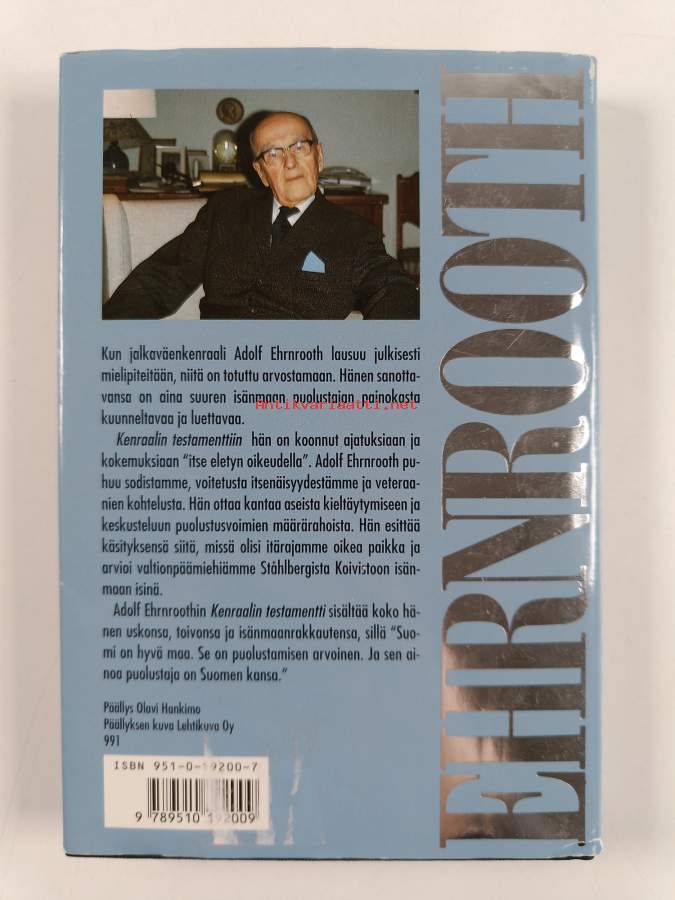 Kun jalkaväenkenraali Adolf Ehrnrooth lausuu julkisesti
mielipiteitään, niitä on totuttu arvostamaan. Hänen sanotta-
vansa on aina suuren isänmaan puolustajan painokasta
kuunneltavaa ja luettavaa.
Antikvariaatti.net
Kenraalin testamenttiin hän on koonnut ajatuksiaan ja
kokemuksiaan "itse eletyn oikeudella". Adolf Ehrnrooth pu-
huu sodistamme, voitetusta itsenäisyydestämme ja veteraa-
nien kohtelusta. Hän ottaa kantaa aseista kieltäytymiseen ja
keskusteluun puolustusvoimien määrärahoista. Hän esittää
käsityksensä siitä, missä olisi itärajamme oikea paikka ja
arvioi valtionpäämiehiämme Ståhlbergista Koivistoon isän-
maan isinä.
Adolf Ehrnroothin Kenraalin testamentti sisältää koko hä-
nen uskonsa, toivonsa ja isänmaanrakkautensa, sillä "Suo-
mi on hyvä maa. Se on puolustamisen arvoinen. Ja sen ai-
noa puolustaja on Suomen kansa."
Päällys Olavi Hankimo
Päällyksen kuva Lehtikuva Oy
991
ISBN 951-0-19200-7
9 789510 192009
EHRNROOTH